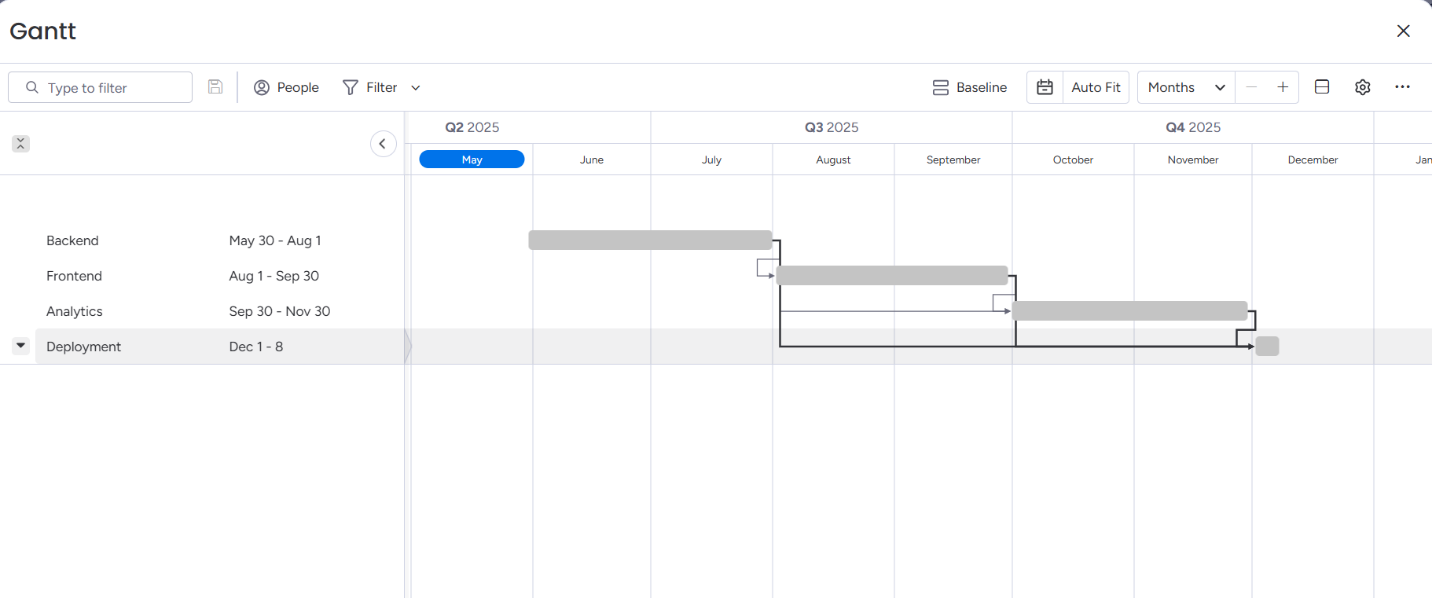 Gantt
Type to filter People Filter Baseline Auto Fit Months
Q2 2025 Q3 2025 Q4 2025
May June July August September October November December Jan
Backend May 30 - Aug 1
Frontend Aug 1 - Sep 30
Analytics Sep 30 - Nov 30
Deployment Dec 1 - 8